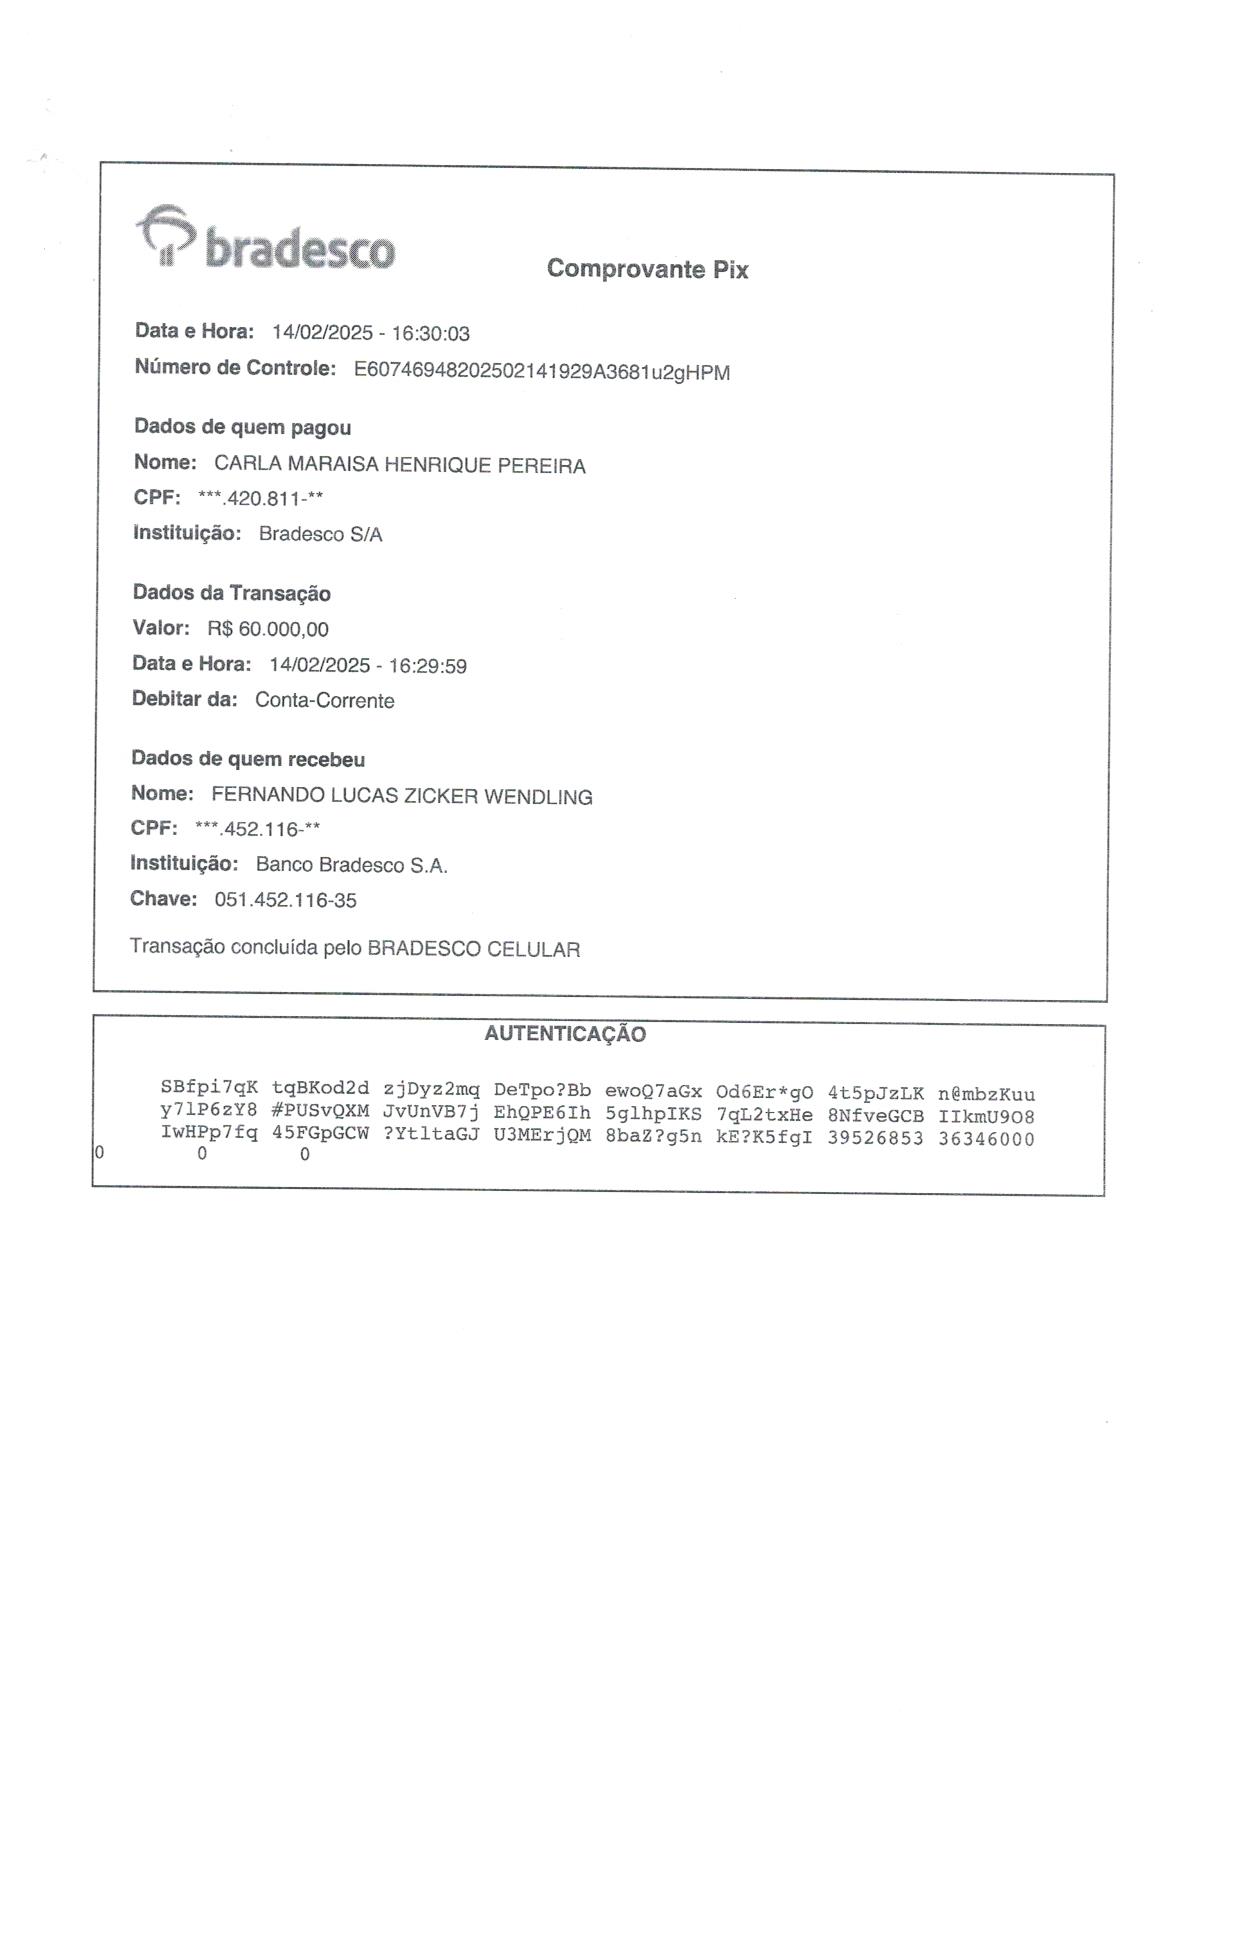 bradesco
Comprovante Pix
Data e Hora: 14/02/2025 - 16:30:03
Número de Controle: E60746948202502141929A3681u2gHPM
Dados de quem pagou
Nome: CARLA MARAISA HENRIQUE PEREIRA
CPF: ***.420.811-**
Instituição: Bradesco S/A
Dados da Transação
Valor: R$ 60.000,00
Data e Hora: 14/02/2025 - 16:29:59
Debitar da: Conta-Corrente
Dados de quem recebeu
Nome: FERNANDO LUCAS ZICKER WENDLING
CPF: ***.452.116-**
Instituição: Banco Bradesco S.A.
Chave: 051.452.116-35
Transação concluída pelo BRADESCO CELULAR
AUTENTICAÇÃO
SBfpi7qK tqBKod2d zjDyz2mq DeTpo?Bb ewoQ7aGx Od6Er*gO 4t5pJzLK n@mbzKuu
y7lP6zY8 #PUSvQXM JvUnVB7j EhQPE6Ih 5glhpIKS 7qL2txHe 8NfveGCB IIkmU9O8
IwHPp7fq 45FGpGCW ?YtltaGJ U3MErjQM 8baZ?g5n kE?K5fgI 39526853 36346000
0 0 0